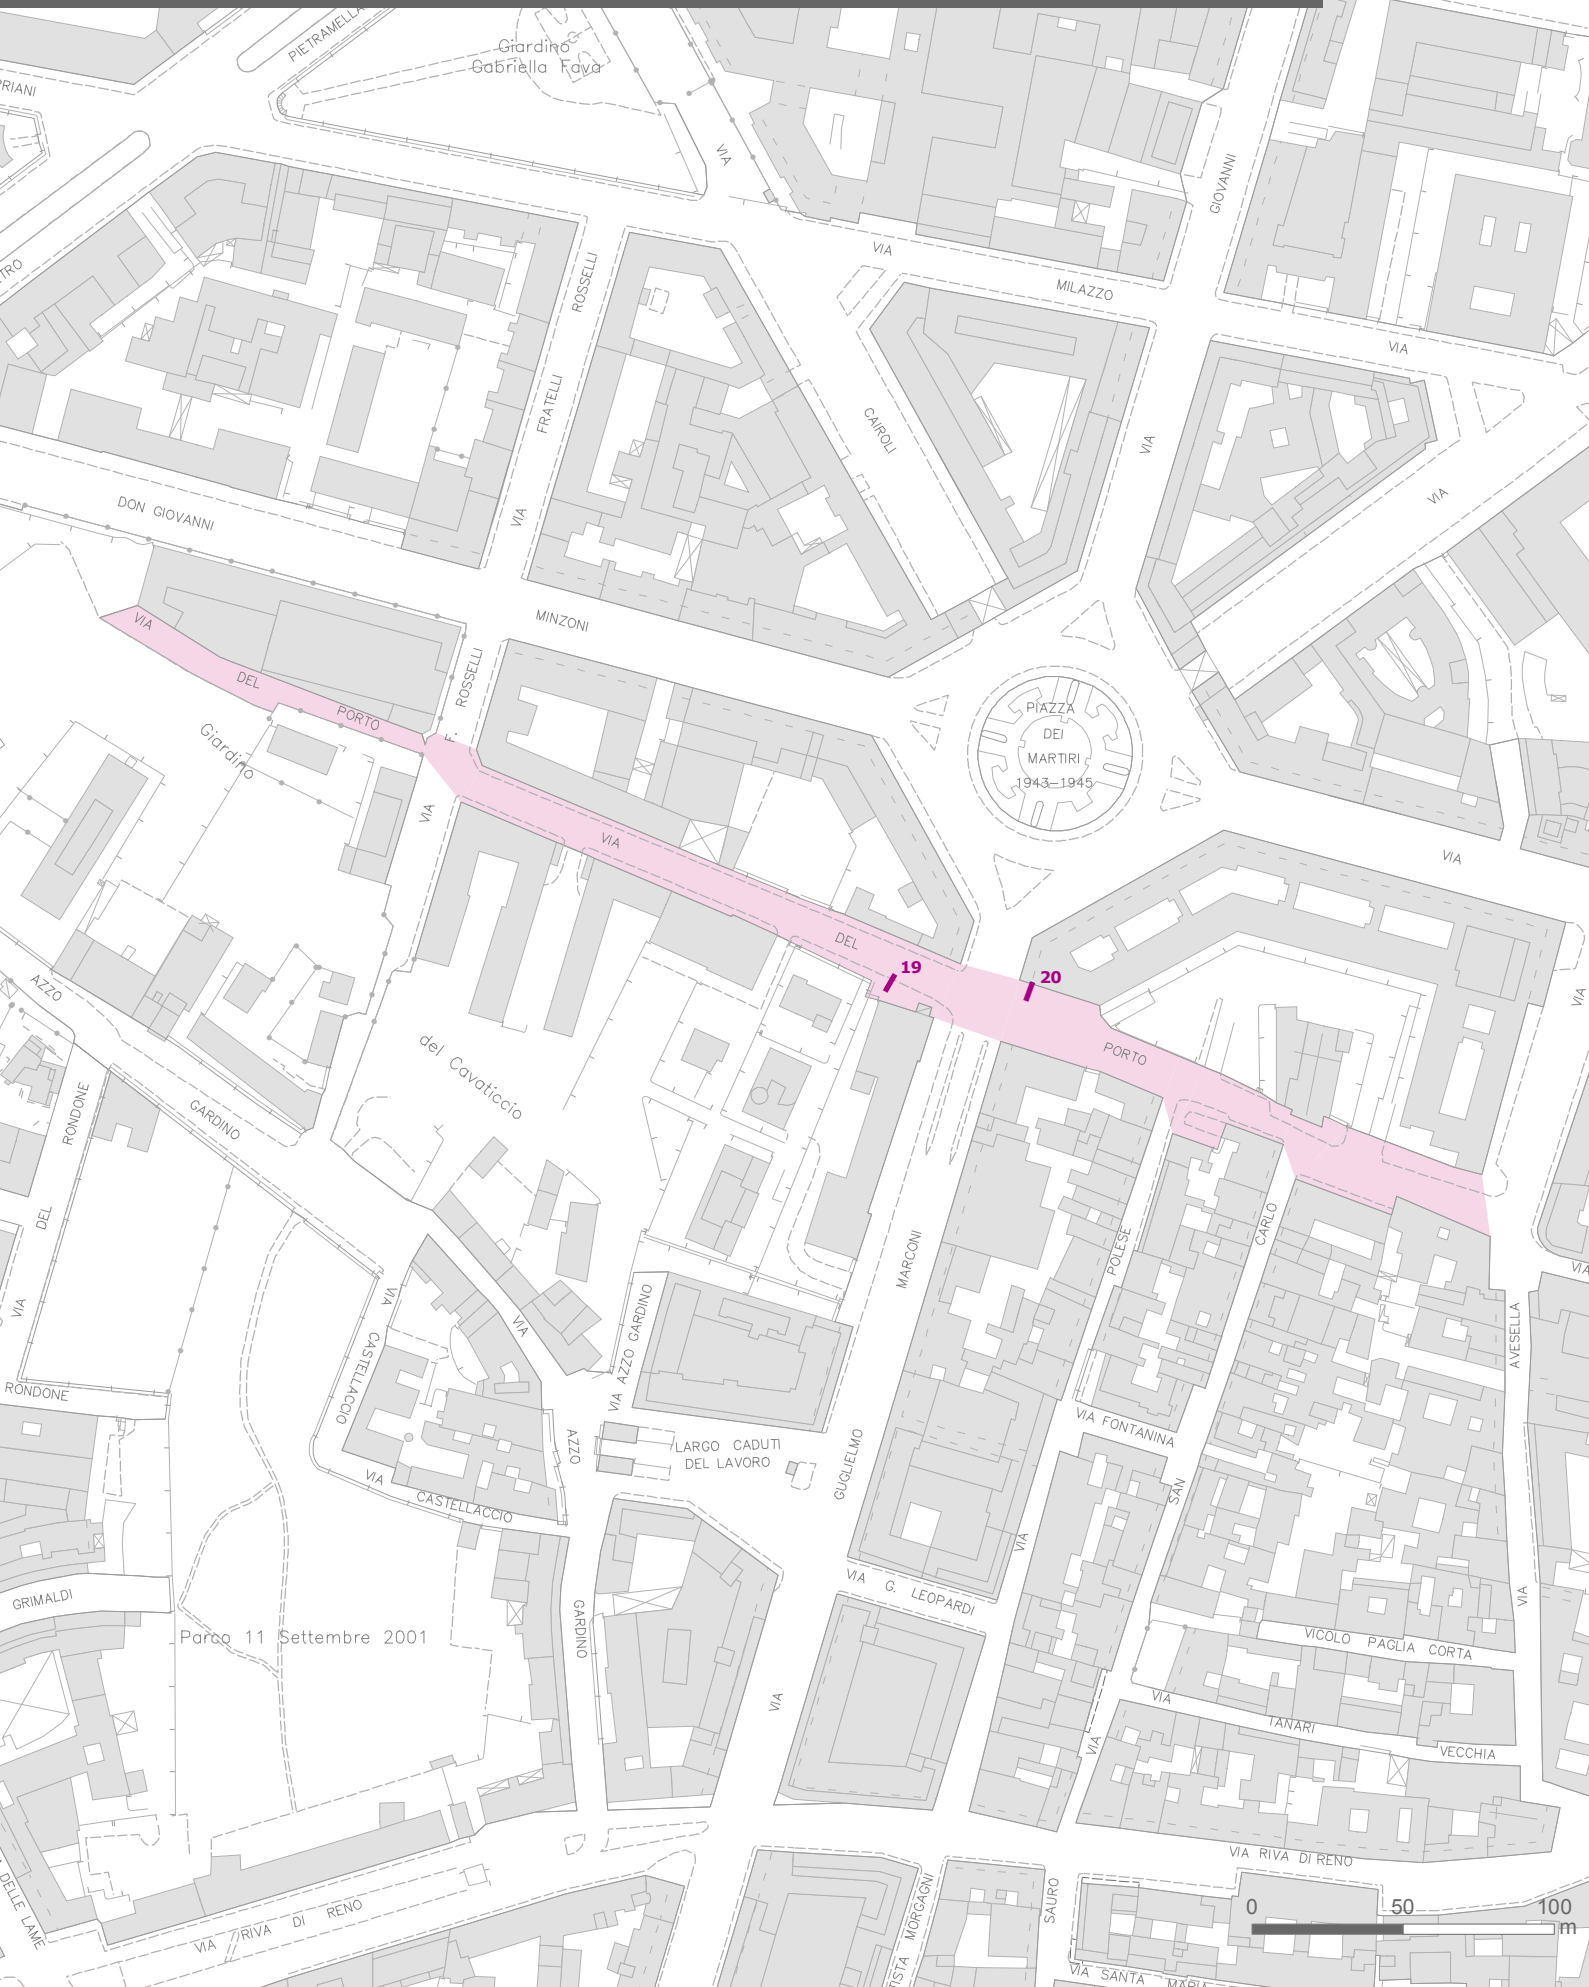 PIETRAMELLA
Giardino
Gabriella Fava
PRIANI
VIA
GIOVANNI
VIA
MILAZZO
TRO
ROSSELLI
FRATELLI
VIA
CAIROLI
VIA
VIA
VIA
DON GIOVANNI
MINZONI
VIA
DEL
PORTO
ROSSELLI
F.
VIA
PIAZZA
DEI
MARTIRI
1943-1945
Giardino
del Cavaticcio
VIA
DEL
PORTO
19
20
VIA
VIA
AZZO
GARDINO
RONDONE
DEL
VIA
RONDONE
VIA
CASTELLACCIO
VIA
CASTELLACCIO
VIA
AZZO
GARDINO
VIA AZZO GARDINO
LARGO CADUTI
DEL LAVORO
MARCONI
GUGLIELMO
VIA
POLESE
VIA
CARLO
SAN
VIA
VIA FONTANINA
AVESELLA
VIA
VIA
VIA G. LEOPARDI
GRIMALDI
Parco 11 Settembre 2001
VICOLO PAGLIA CORTA
VIA
TANARI
VECCHIA
VIA RIVA DI RENO
VIA RIVA DI RENO
DELLE LAME
MORGAGNI
SAURO
VIA SANTA MARIA
0 50 100
m